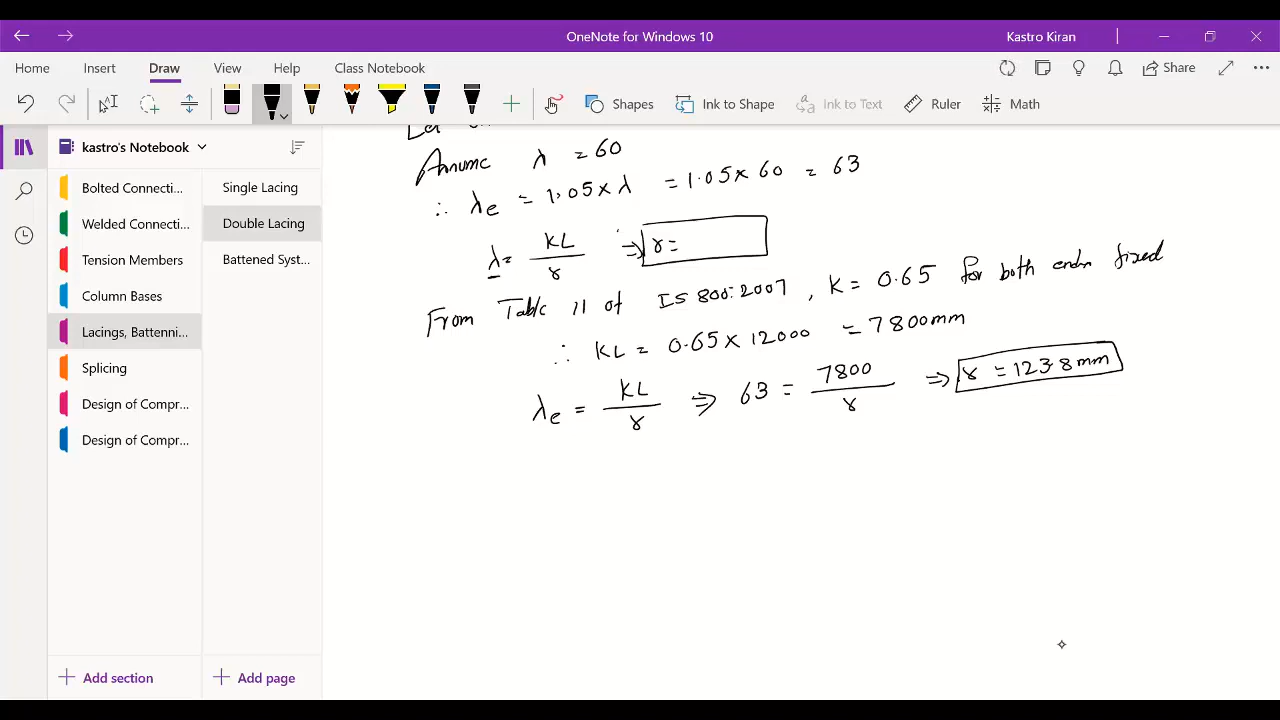 OneNote for Windows 10
Kastro Kiran
Home Insert Draw View Help Class Notebook
Share
Shapes Ink to Shape Ink to Text Ruler Math
kastro's Notebook
Bolted Connecti...
Welded Connecti...
Tension Members
Column Bases
Lacings, Battenni...
Splicing
Design of Compr...
Design of Compr...
Add section
Single Lacing
Double Lacing
Battened Syst...
Add page
Let
Assume λ = 60
∴ λe = 1.05 x λ = 1.05 x 60 = 63
λ = KL / r ⇒ r =
From Table 11 of IS 800:2007, K = 0.65 for both ends fixed
∴ KL = 0.65 x 12000 = 7800mm
λe = KL / r ⇒ 63 = 7800 / r ⇒ r = 123.8mm